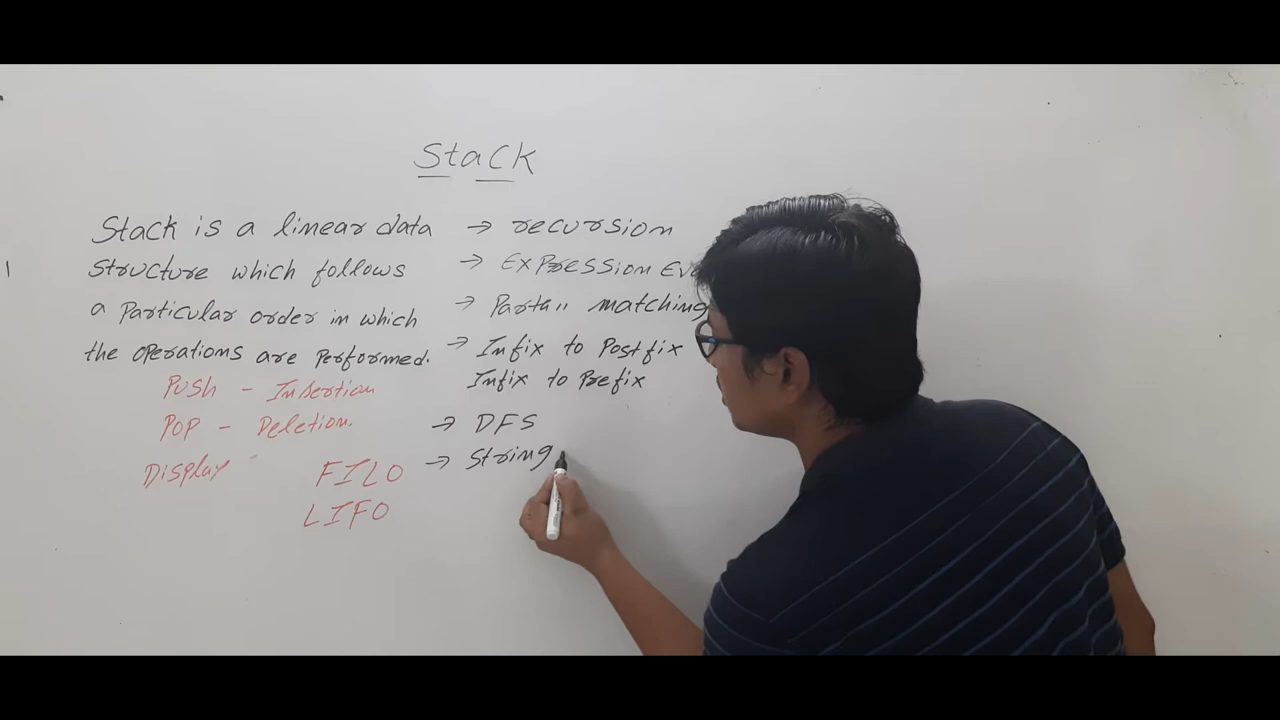 Stack
Stack is a linear data
structure which follows
a particular order in which
the operations are performed.
Push - Insertion
Pop - Deletion.
Display
FILO
LIFO
→ recursion
→ Expression
→ matching
→ Infix to Postfix
Infix to Prefix
→ DFS
→ String